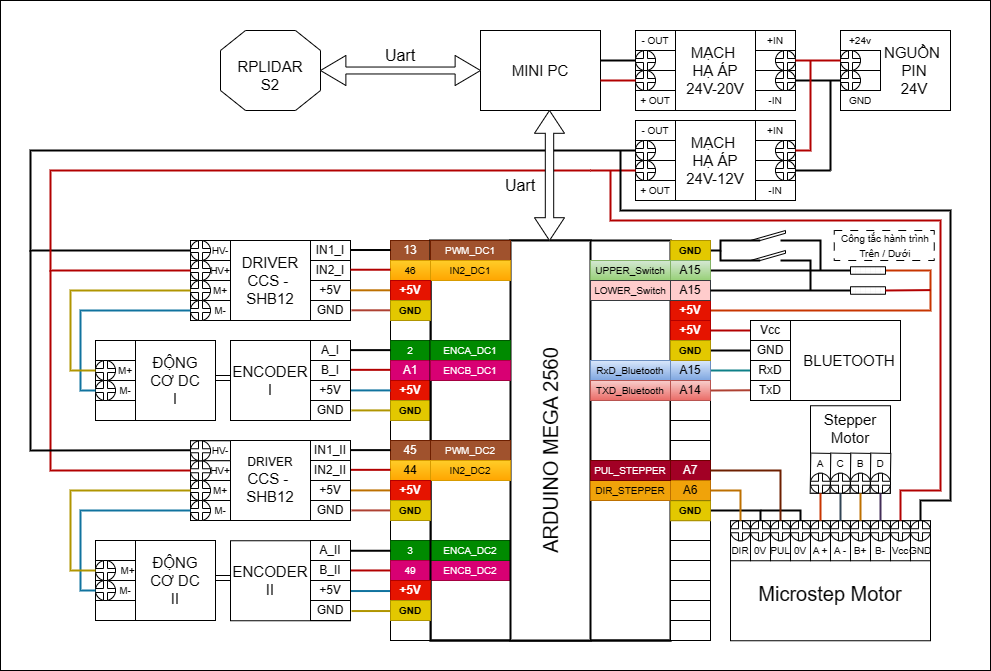 RPLIDAR
S2
Uart
MINI PC
- OUT
+ OUT
MẠCH
HẠ ÁP
24V-20V
+IN
-IN
+24v
GND
NGUỒN
PIN
24V
- OUT
+ OUT
MẠCH
HẠ ÁP
24V-12V
+IN
-IN
Uart
HV-
HV+
M+
M-
DRIVER
CCS -
SHB12
IN1_I
IN2_I
+5V
GND
13
PWM_DC1
46
IN2_DC1
+5V
GND
M+
M-
ĐỘNG
CƠ DC
I
ENCODER
I
A_I
B_I
+5V
GND
2
ENCA_DC1
A1
ENCB_DC1
+5V
GND
HV-
HV+
M+
M-
DRIVER
CCS -
SHB12
IN1_II
IN2_II
+5V
GND
45
PWM_DC2
44
IN2_DC2
+5V
GND
M+
M-
ĐỘNG
CƠ DC
II
ENCODER
II
A_II
B_II
+5V
GND
3
ENCA_DC2
49
ENCB_DC2
+5V
GND
ARDUINO MEGA 2560
GND
UPPER_Switch
A15
LOWER_Switch
A15
+5V
+5V
GND
RxD_Bluetooth
A15
TXD_Bluetooth
A14
PUL_STEPPER
A7
DIR_STEPPER
A6
GND
Công tắc hành trình
Trên / Dưới
Vcc
GND
RxD
TxD
BLUETOOTH
Stepper
Motor
A
C
B
D
DIR
0V
PUL
0V
A +
A -
B+
B-
Vcc
GND
Microstep Motor